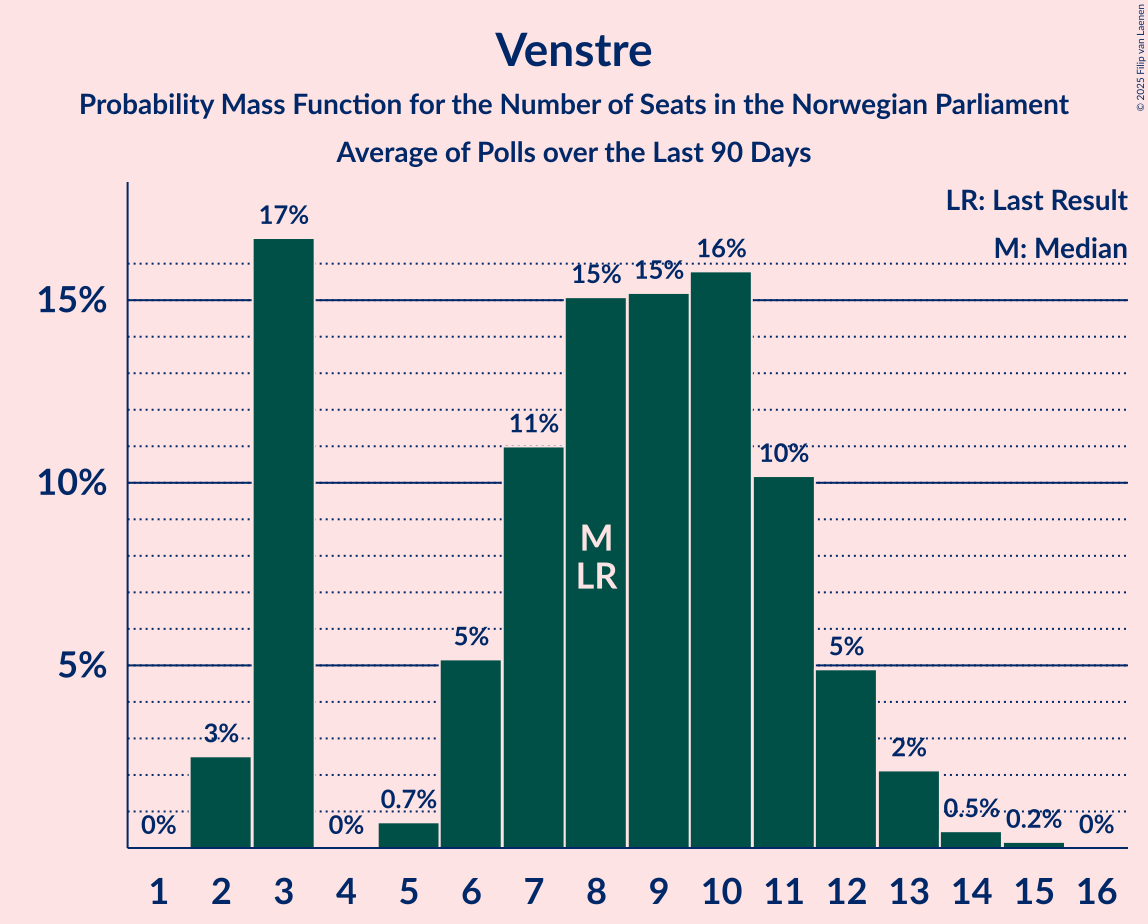 Venstre
Probability Mass Function for the Number of Seats in the Norwegian Parliament
Average of Polls over the Last 90 Days
© 2025 Filip van Laenen
LR: Last Result
M: Median
15%
10%
5%
0%
3%
17%
0%
0.7%
5%
11%
15%
15%
16%
10%
5%
2%
0.5%
0.2%
0%
M
LR
1 2 3 4 5 6 7 8 9 10 11 12 13 14 15 16